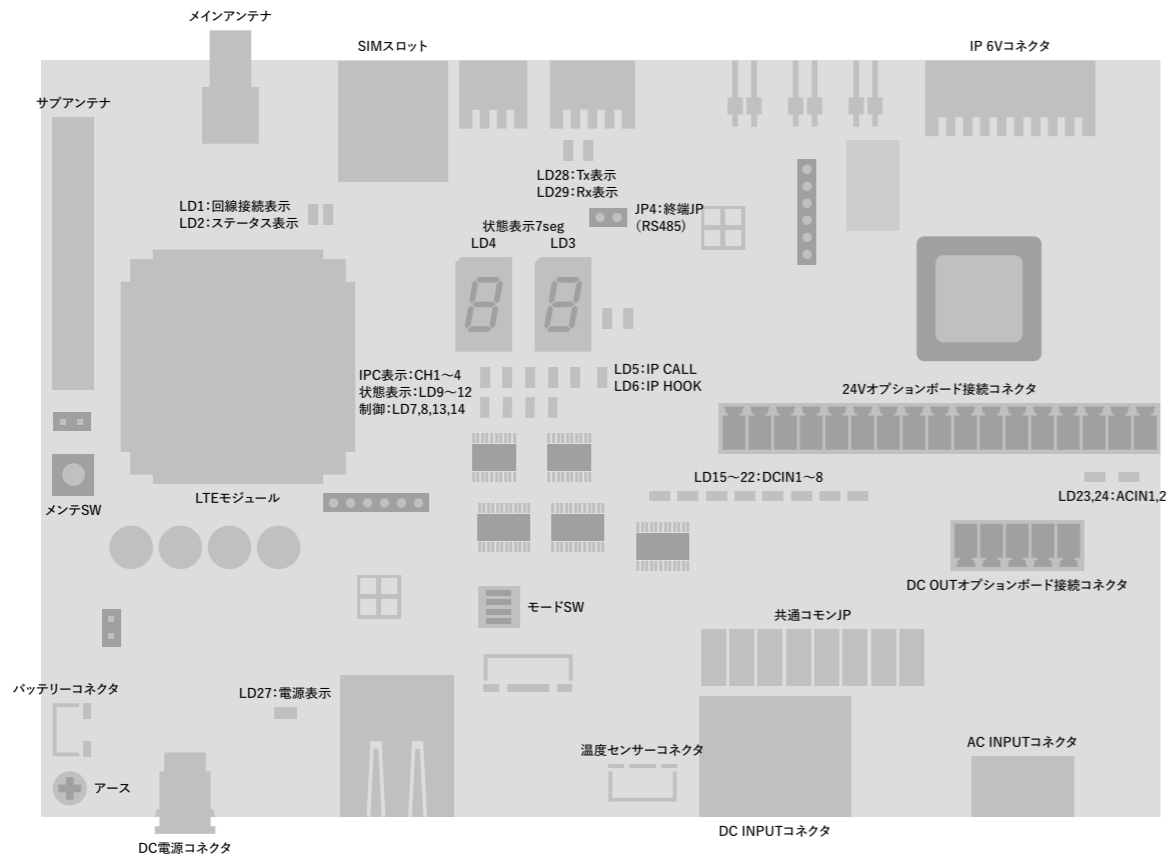 メインアンテナ
SIMスロット
IP 6Vコネクタ
サブアンテナ
LD28：Tx表示
LD29：Rx表示
LD1：回線接続表示
LD2：ステータス表示
JP4：終端JP
（RS485）
状態表示7seg
LD4
LD3
IPC表示：CH1～4
状態表示：LD9～12
制御：LD7,8,13,14
LD5：IP CALL
LD6：IP HOOK
24Vオプションボード接続コネクタ
LD15～22：DCIN1～8
LD23,24：ACIN1,2
LTEモジュール
メンテSW
DC OUTオプションボード接続コネクタ
モードSW
共通コモンJP
バッテリーコネクタ
LD27：電源表示
温度センサーコネクタ
AC INPUTコネクタ
アース
DC INPUTコネクタ
DC電源コネクタ